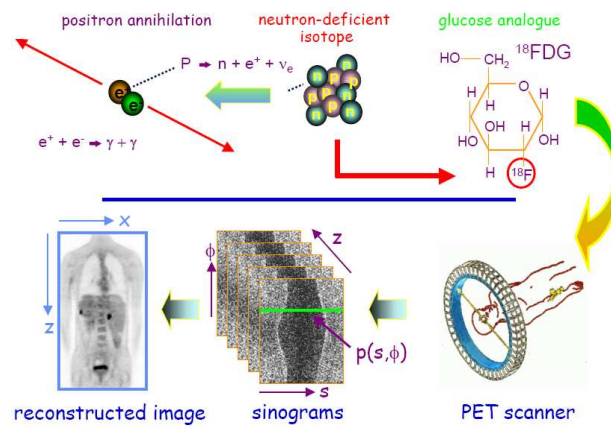 positron annihilation
neutron-deficient
isotope
glucose analogue
P ➡ n + e⁺ + νₑ
e e
e⁺ + e⁻ ➡ γ + γ
n n n p p p p p n n n n
¹⁸FDG
HO CH₂
O
H H H
OH OH
HO OH
H H
H ¹⁸F
x
z
ϕ
z
p(s,ϕ)
s
reconstructed image
sinograms
PET scanner